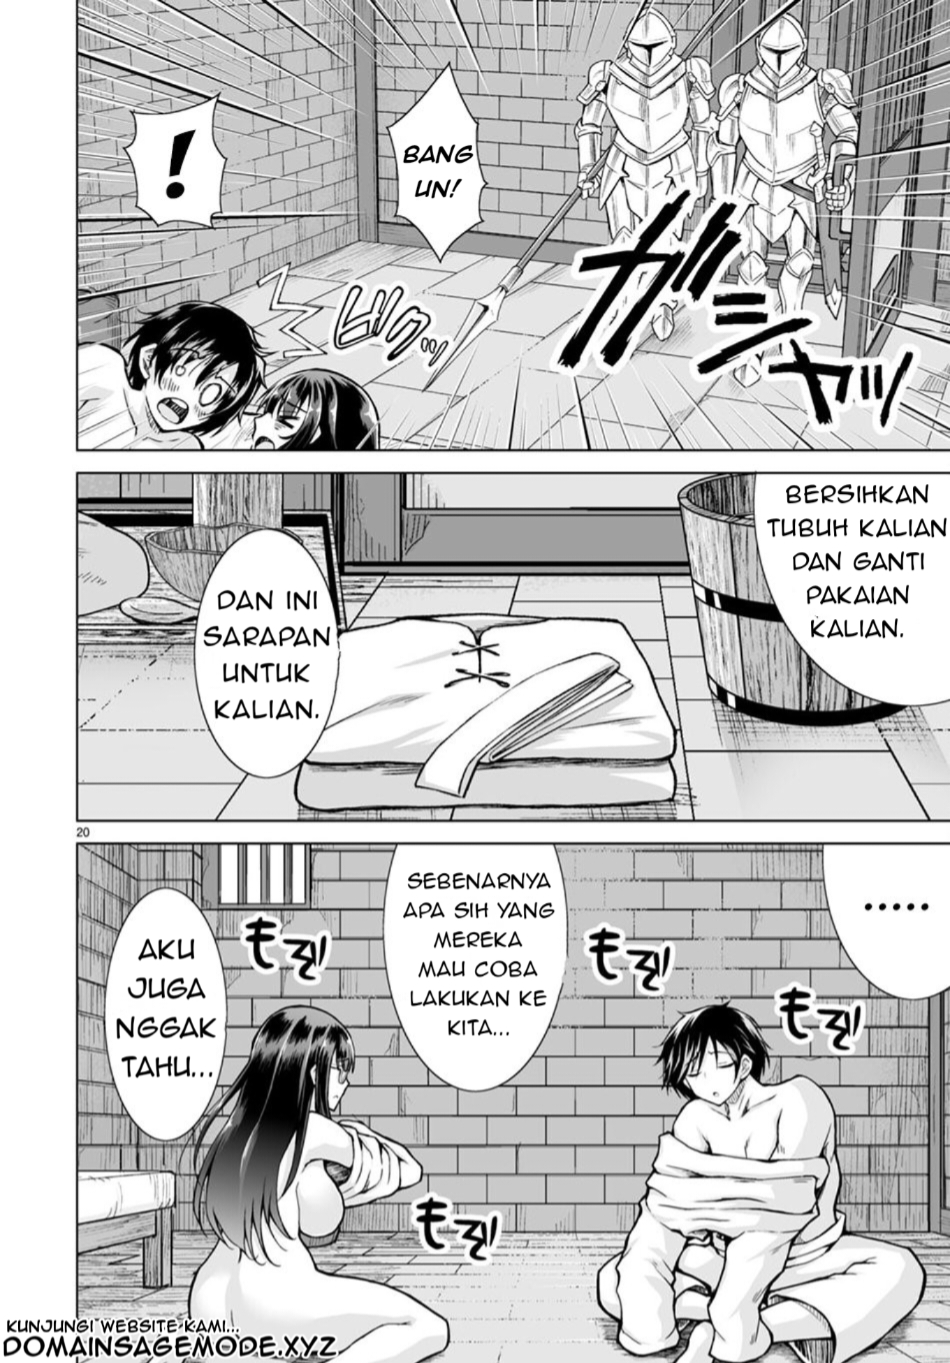 BANG
UN!
!
ガシャッ
ビクッ
BERSIHKAN
TUBUH KALIAN
DAN GANTI
PAKAIAN
KALIAN.
DAN INI
SARAPAN
UNTUK
KALIAN.
20
.....
SEBENARNYA
APA SIH YANG
MEREKA
MAU COBA
LAKUKAN KE
KITA...
AKU
JUGA
NGGAK
TAHU...
もぞ
もぞ
もぞ
もぞ
KUNJUNGI WEBSITE KAMI...
DOMAINSAGEMODE.XYZ